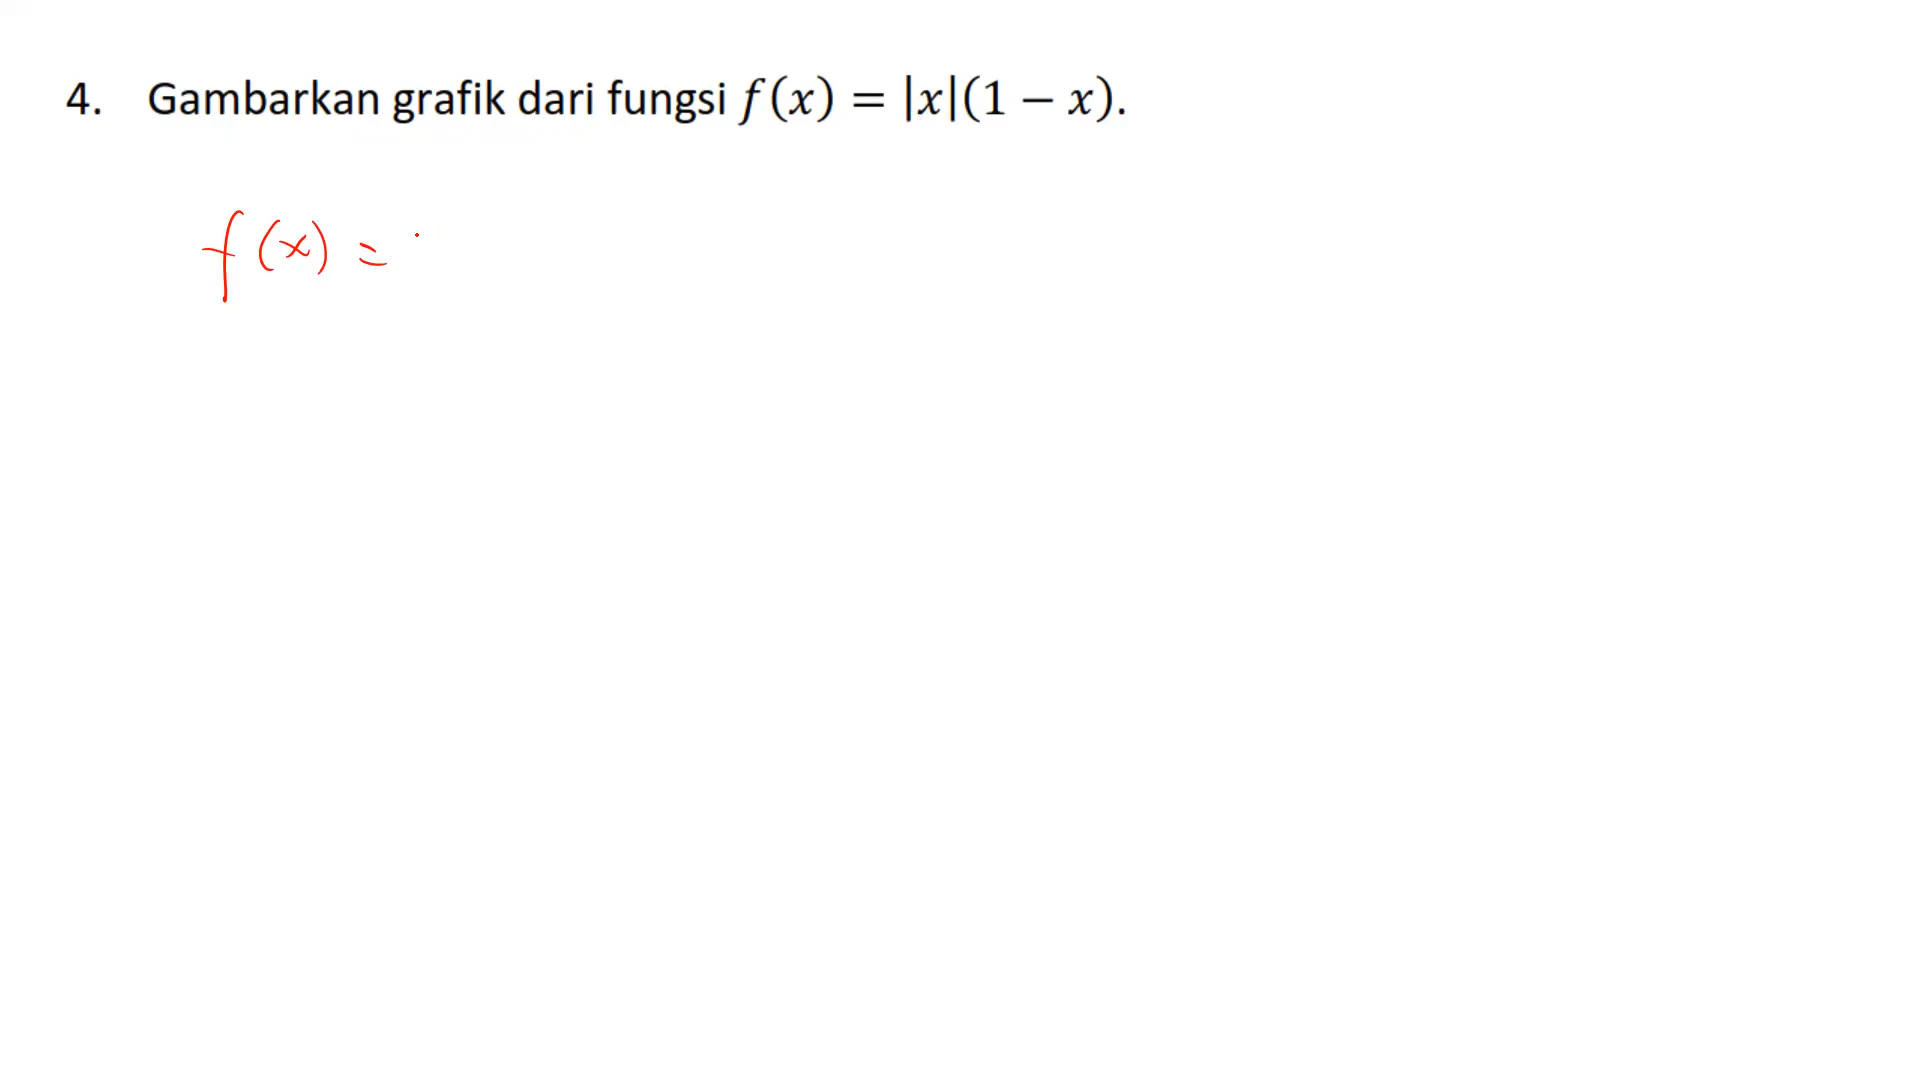 4. Gambarkan grafik dari fungsi f(x) = |x|(1 − x).
f(x) =